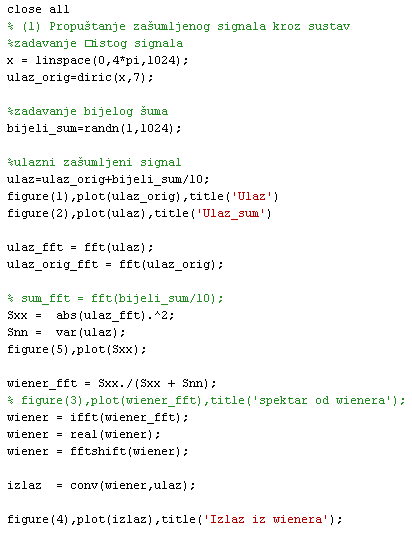 close all
% (1) Propuštanje zašumljenog signala kroz sustav
%zadavanje □istog signala
x = linspace(0,4*pi,1024);
ulaz_orig=diric(x,7);
%zadavanje bijelog šuma
bijeli_sum=randn(1,1024);
%ulazni zašumljeni signal
ulaz=ulaz_orig+bijeli_sum/10;
figure(1),plot(ulaz_orig),title('Ulaz')
figure(2),plot(ulaz),title('Ulaz_sum')
ulaz_fft = fft(ulaz);
ulaz_orig_fft = fft(ulaz_orig);
% sum_fft = fft(bijeli_sum/10);
Sxx =  abs(ulaz_fft).^2;
Snn =  var(ulaz);
figure(5),plot(Sxx);
wiener_fft = Sxx./(Sxx + Snn);
% figure(3),plot(wiener_fft),title('spektar od wienera');
wiener = ifft(wiener_fft);
wiener = real(wiener);
wiener = fftshift(wiener);
izlaz  = conv(wiener,ulaz);
figure(4),plot(izlaz),title('Izlaz iz wienera');